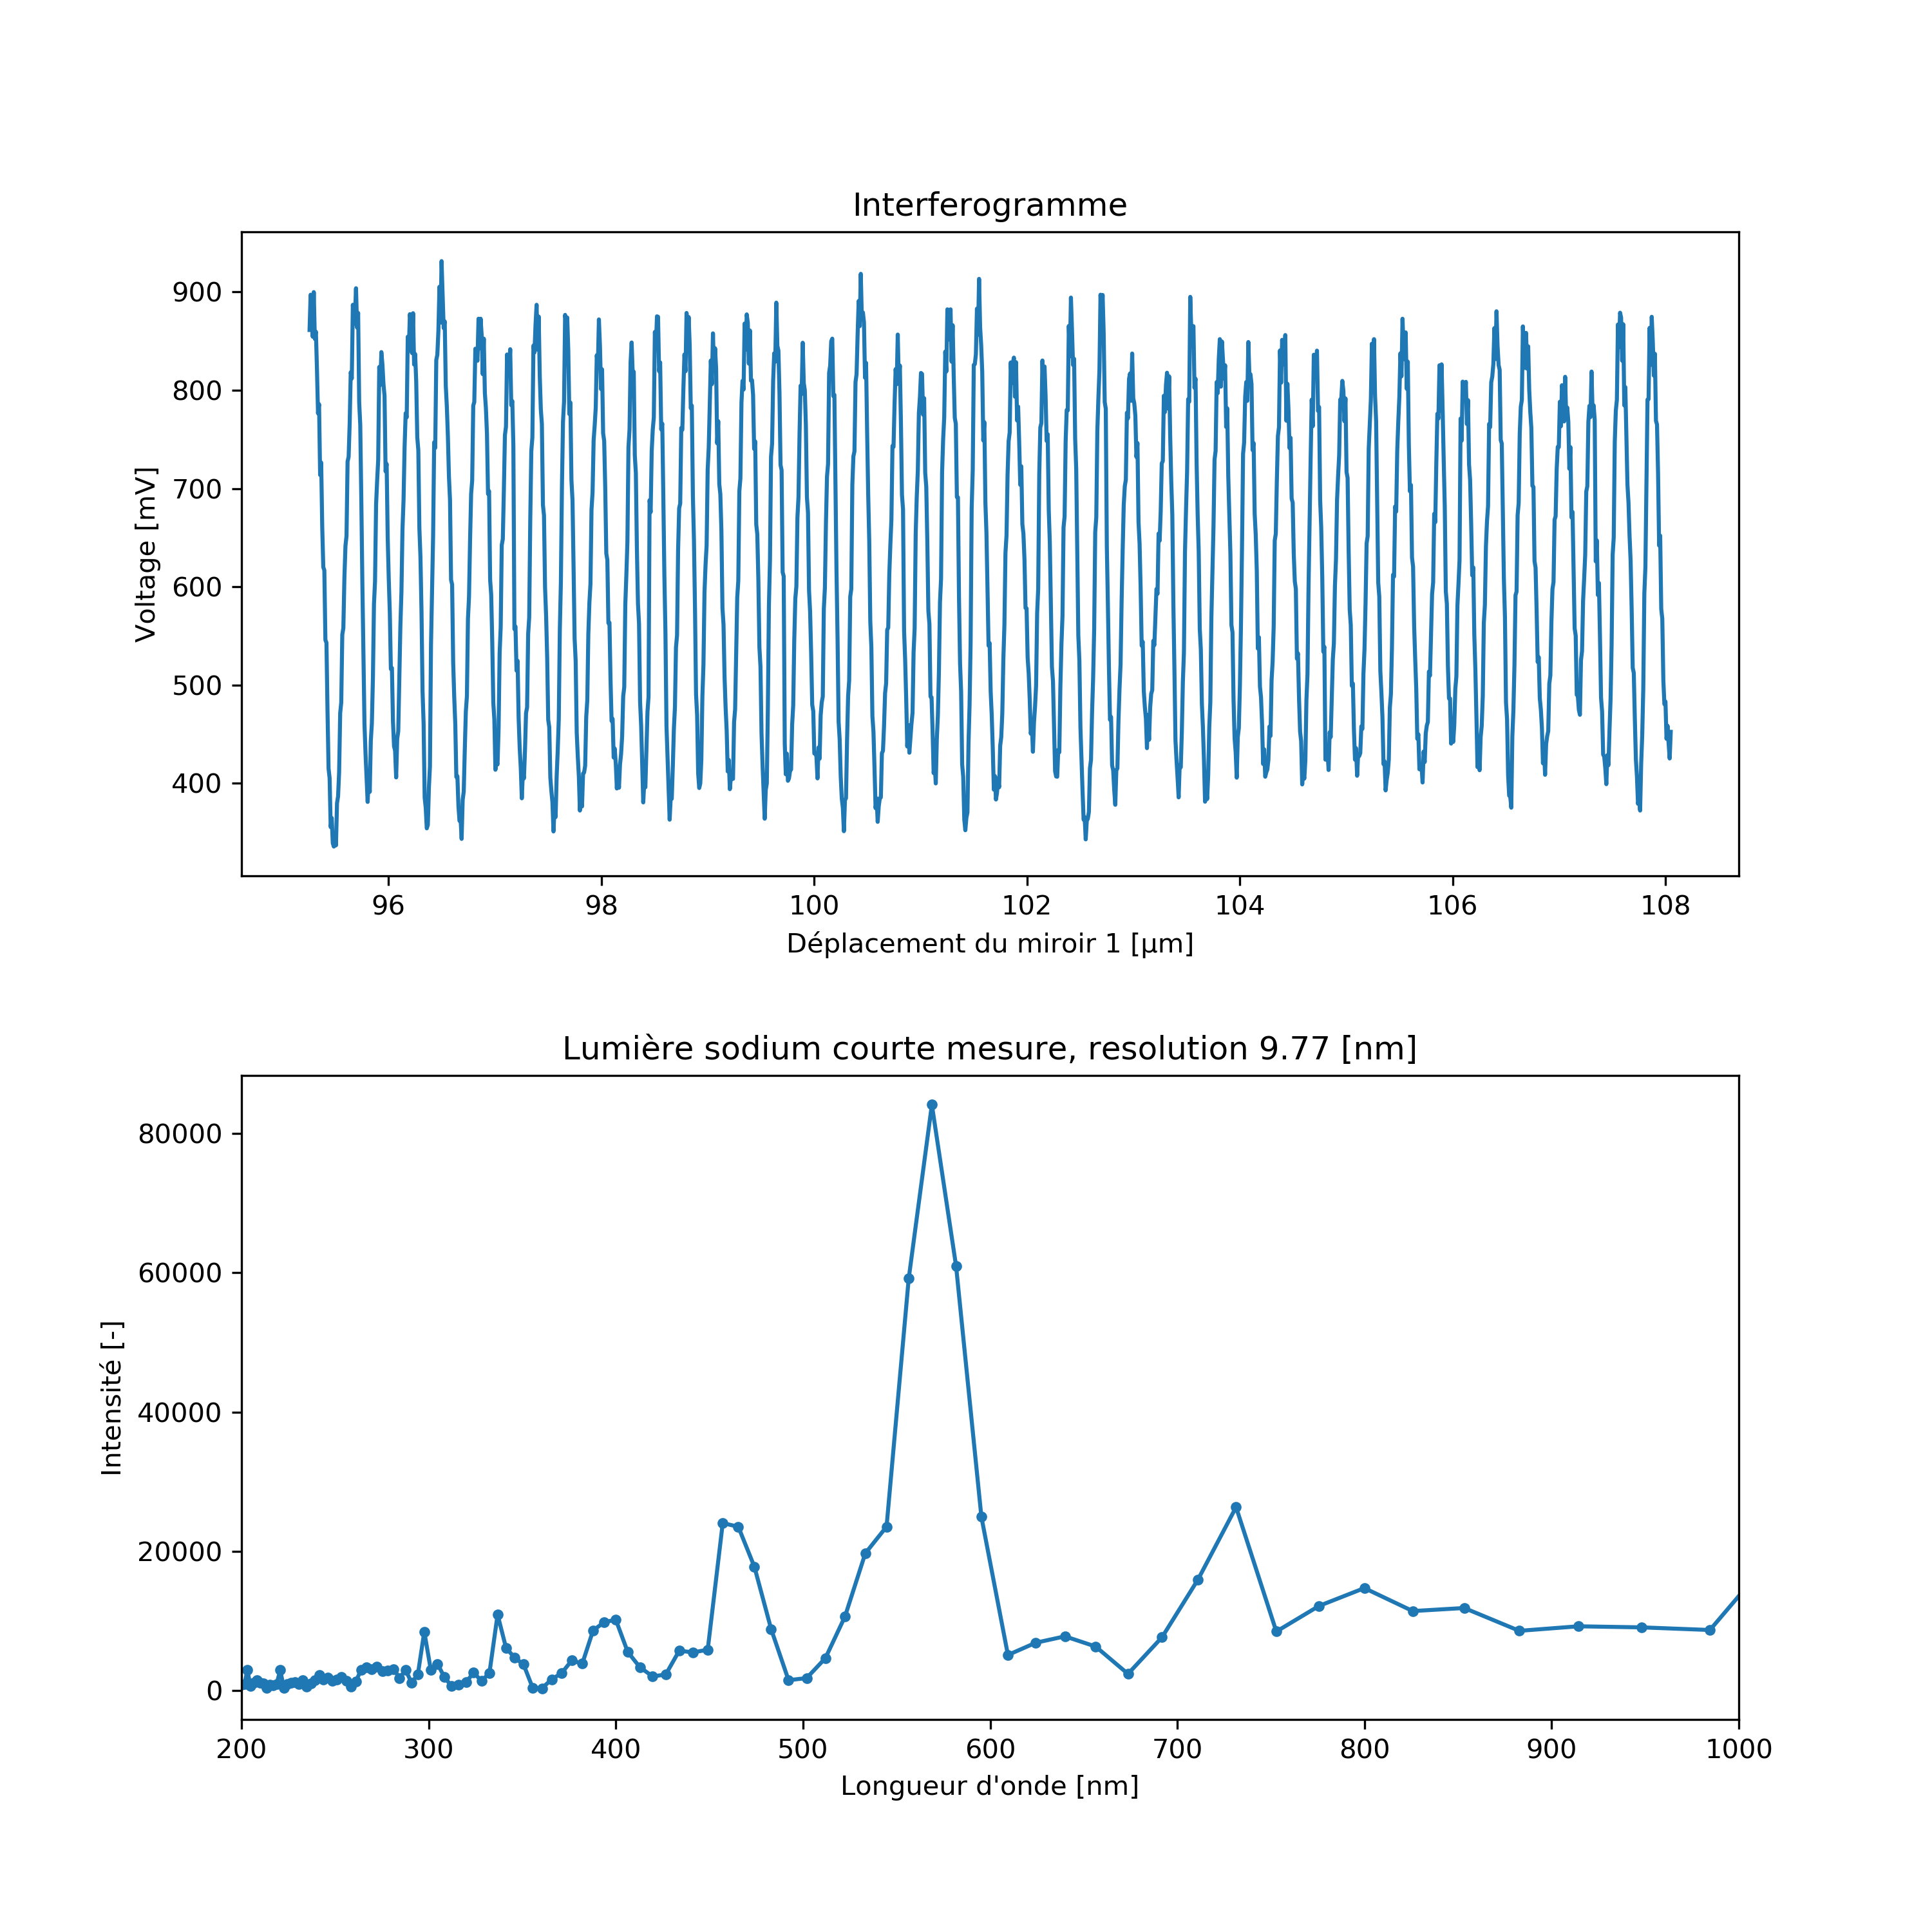 Interferogramme
900
800
700
600
500
400
Voltage [mV]
96 98 100 102 104 106 108
Déplacement du miroir 1 [μm]
Lumière sodium courte mesure, resolution 9.77 [nm]
80000
60000
40000
20000
0
Intensité [-]
200 300 400 500 600 700 800 900 1000
Longueur d'onde [nm]